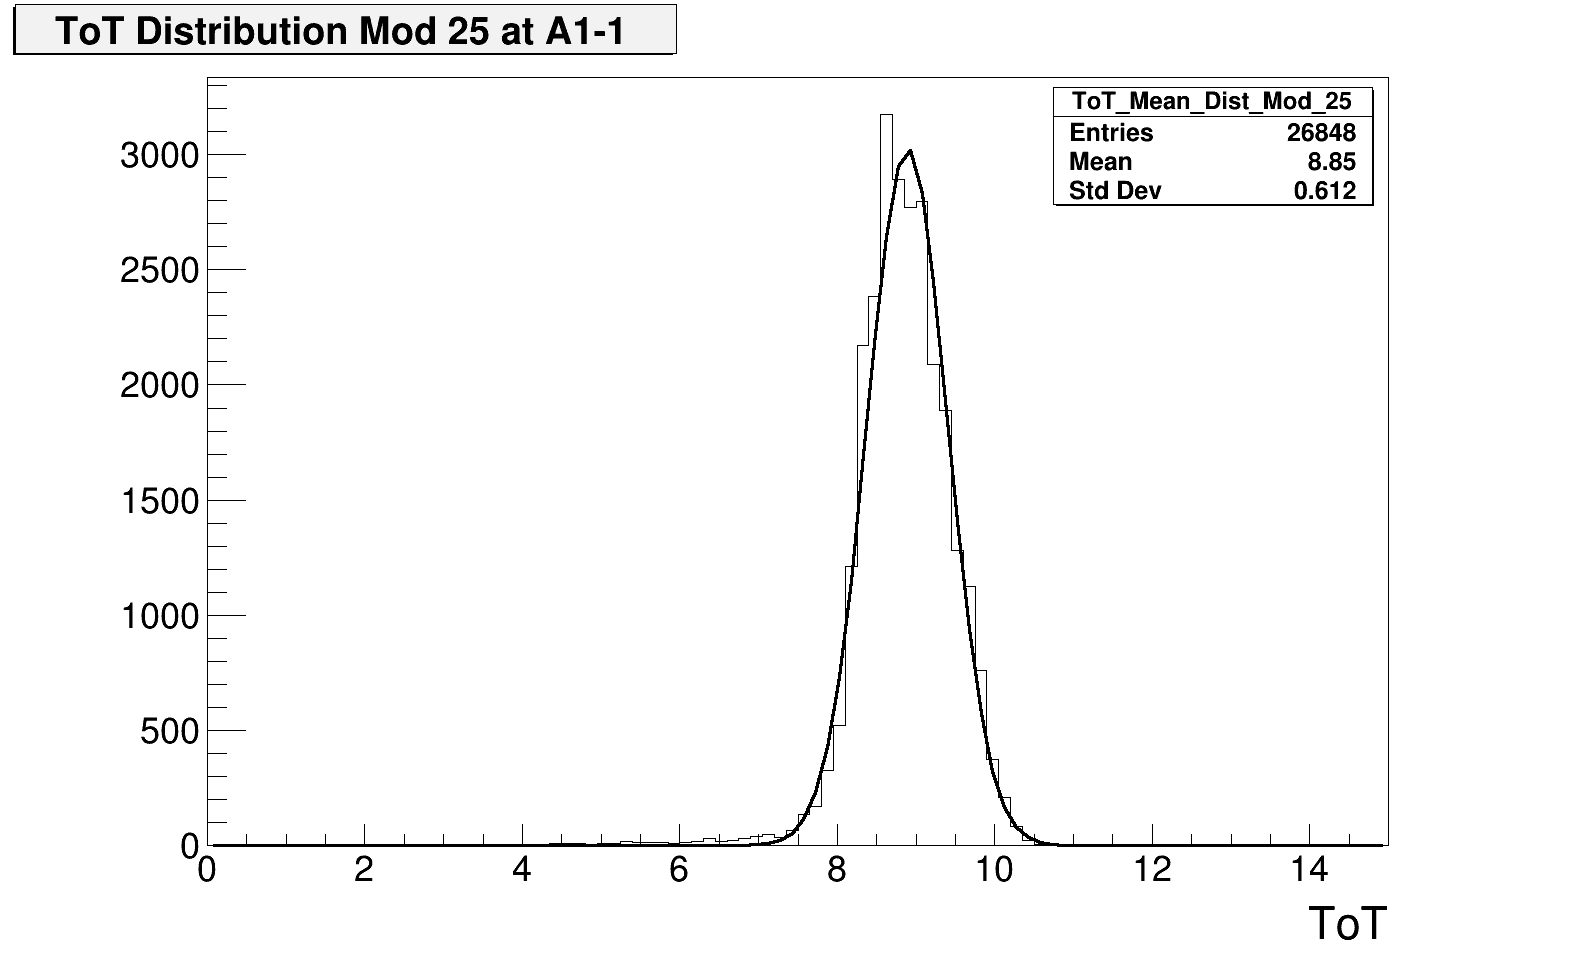 ToT Distribution Mod 25 at A1-1
ToT_Mean_Dist_Mod_25
Entries 26848
Mean 8.85
Std Dev 0.612
3000
2500
2000
1500
1000
500
0
0 2 4 6 8 10 12 14
ToT